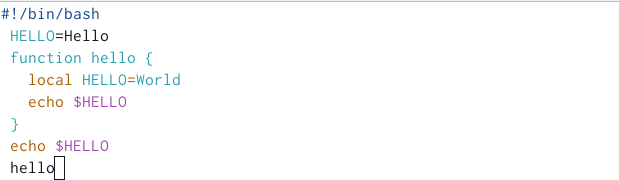 #!/bin/bash
HELLO=Hello
function hello {
local HELLO=World
echo $HELLO
}
echo $HELLO
hello